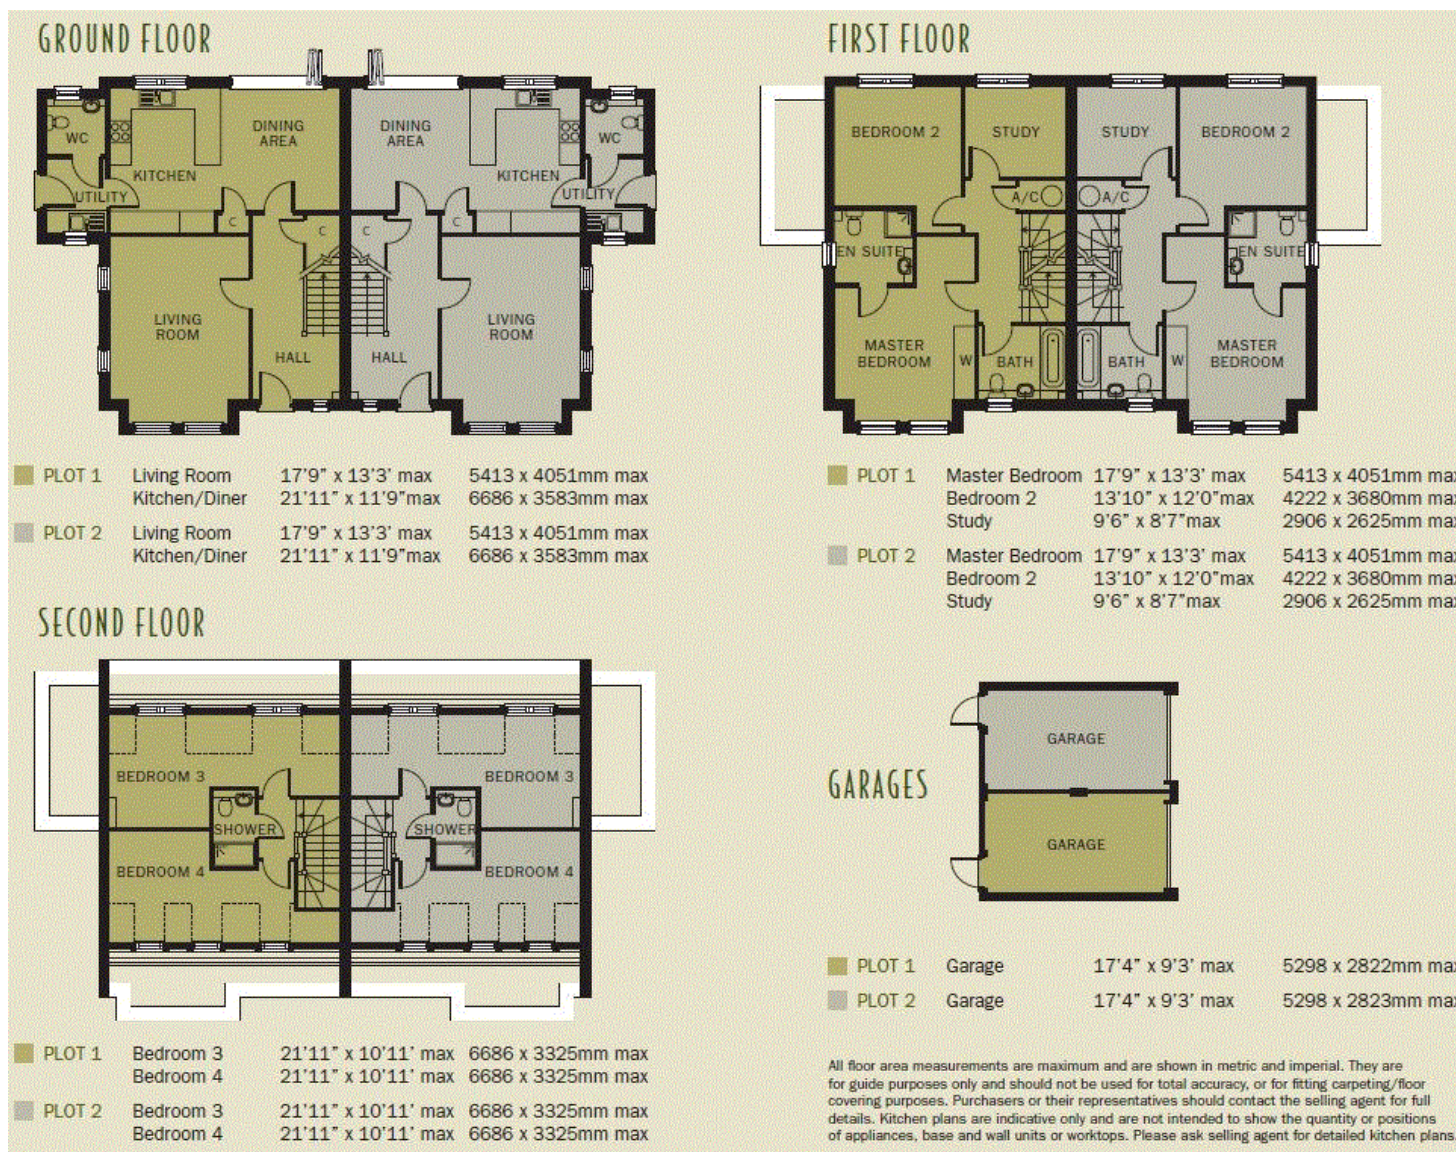 GROUND FLOOR
WC
KITCHEN
DINING
AREA
DINING
AREA
KITCHEN
WC
UTILITY
UTILITY
C
C
C
C
LIVING
ROOM
HALL
HALL
LIVING
ROOM
PLOT 1 Living Room 17'9" x 13'3' max 5413 x 4051mm max
Kitchen/Diner 21'11" x 11'9"max 6686 x 3583mm max
PLOT 2 Living Room 17'9" x 13'3' max 5413 x 4051mm max
Kitchen/Diner 21'11" x 11'9"max 6686 x 3583mm max
FIRST FLOOR
BEDROOM 2
STUDY
STUDY
BEDROOM 2
A/C
A/C
EN SUITE
EN SUITE
MASTER
BEDROOM
W
BATH
BATH
W
MASTER
BEDROOM
PLOT 1 Master Bedroom 17'9" x 13'3' max 5413 x 4051mm max
Bedroom 2 13'10" x 12'0"max 4222 x 3680mm max
Study 9'6" x 8'7"max 2906 x 2625mm max
PLOT 2 Master Bedroom 17'9" x 13'3' max 5413 x 4051mm max
Bedroom 2 13'10" x 12'0"max 4222 x 3680mm max
Study 9'6" x 8'7"max 2906 x 2625mm max
SECOND FLOOR
BEDROOM 3
BEDROOM 3
SHOWER
SHOWER
BEDROOM 4
BEDROOM 4
PLOT 1 Bedroom 3 21'11" x 10'11' max 6686 x 3325mm max
Bedroom 4 21'11" x 10'11' max 6686 x 3325mm max
PLOT 2 Bedroom 3 21'11" x 10'11' max 6686 x 3325mm max
Bedroom 4 21'11" x 10'11' max 6686 x 3325mm max
GARAGES
GARAGE
GARAGE
PLOT 1 Garage 17'4" x 9'3' max 5298 x 2822mm max
PLOT 2 Garage 17'4" x 9'3' max 5298 x 2823mm max
All floor area measurements are maximum and are shown in metric and imperial. They are
for guide purposes only and should not be used for total accuracy, or for fitting carpeting/floor
covering purposes. Purchasers or their representatives should contact the selling agent for full
details. Kitchen plans are indicative only and are not intended to show the quantity or positions
of appliances, base and wall units or worktops. Please ask selling agent for detailed kitchen plans.